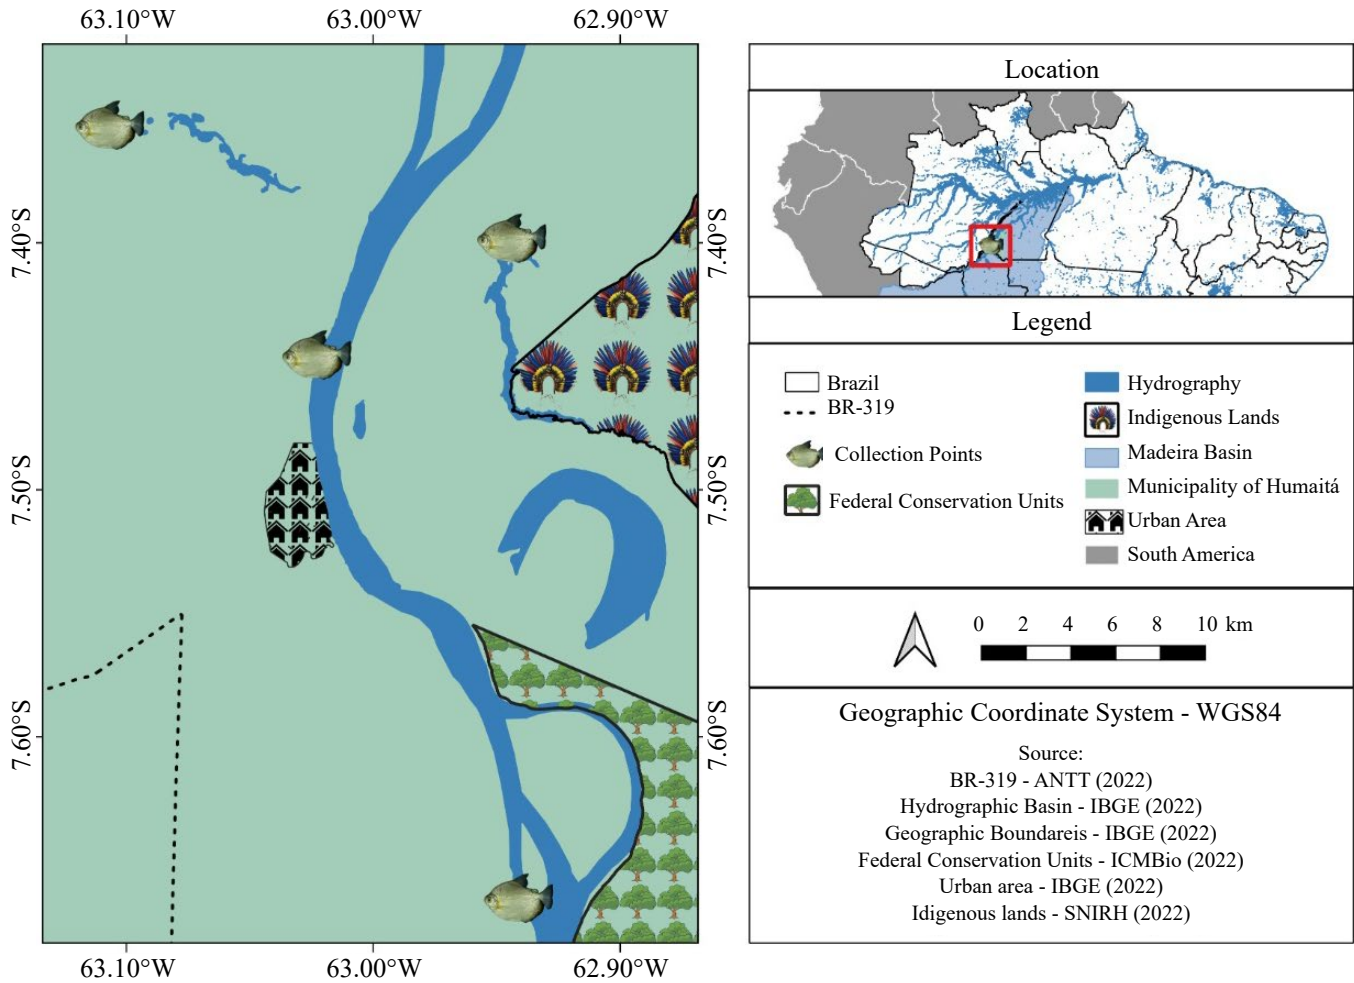 63.10°W 63.00°W 62.90°W
7.40°S 7.40°S
7.50°S 7.50°S
7.60°S 7.60°S
63.10°W 63.00°W 62.90°W
Location
Legend
Brazil
BR-319
Collection Points
Federal Conservation Units
Hydrography
Indigenous Lands
Madeira Basin
Municipality of Humaitá
Urban Area
South America
0 2 4 6 8 10 km
Geographic Coordinate System - WGS84
Source:
BR-319 - ANTT (2022)
Hydrographic Basin - IBGE (2022)
Geographic Boundareis - IBGE (2022)
Federal Conservation Units - ICMBio (2022)
Urban area - IBGE (2022)
Idigenous lands - SNIRH (2022)